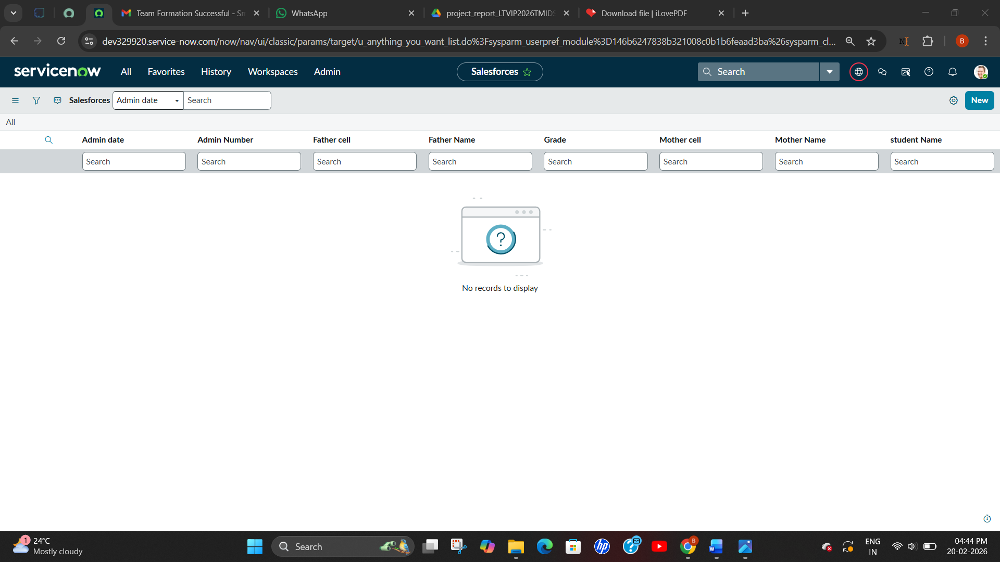 Team Formation Successful - Sn
WhatsApp
project_report_LTVIP2026TMIDS
Download file | iLovePDF
dev329920.service-now.com/now/nav/ui/classic/params/target/u_anything_you_want_list.do%3Fsysparm_userpref_module%3D146b6247838b321008c0b1b6feaad3ba%26sysparm_cl...
B
servicenow All Favorites History Workspaces Admin
Salesforces
Search
Salesforces Admin date Search
New
All
Admin date Admin Number Father cell Father Name Grade Mother cell Mother Name student Name
Search Search Search Search Search Search Search Search
?
No records to display
1
24°C
Mostly cloudy
Search
hp
?
B
W
ENG
IN
04:44 PM
20-02-2026